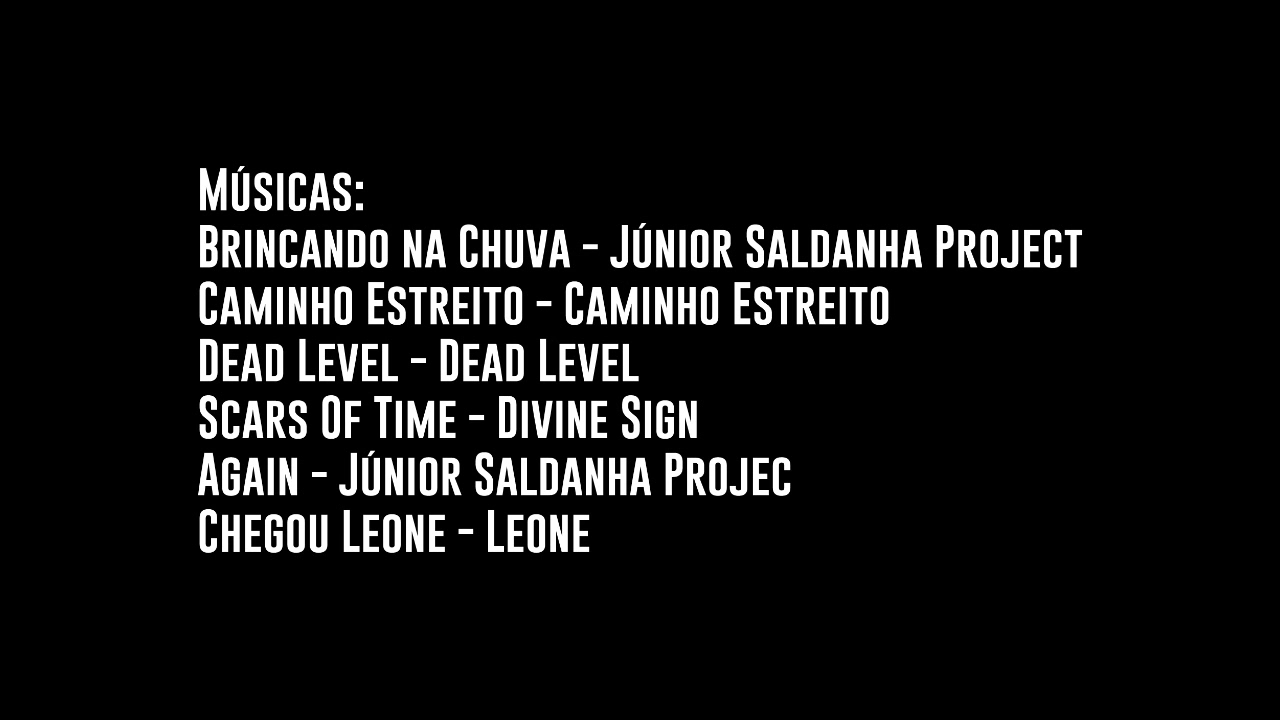 Músicas:
Brincando na Chuva - Júnior Saldanha Project
Caminho Estreito - Caminho Estreito
Dead Level - Dead Level
Scars Of Time - Divine Sign
Again - Júnior Saldanha Projec
Chegou Leone - Leone